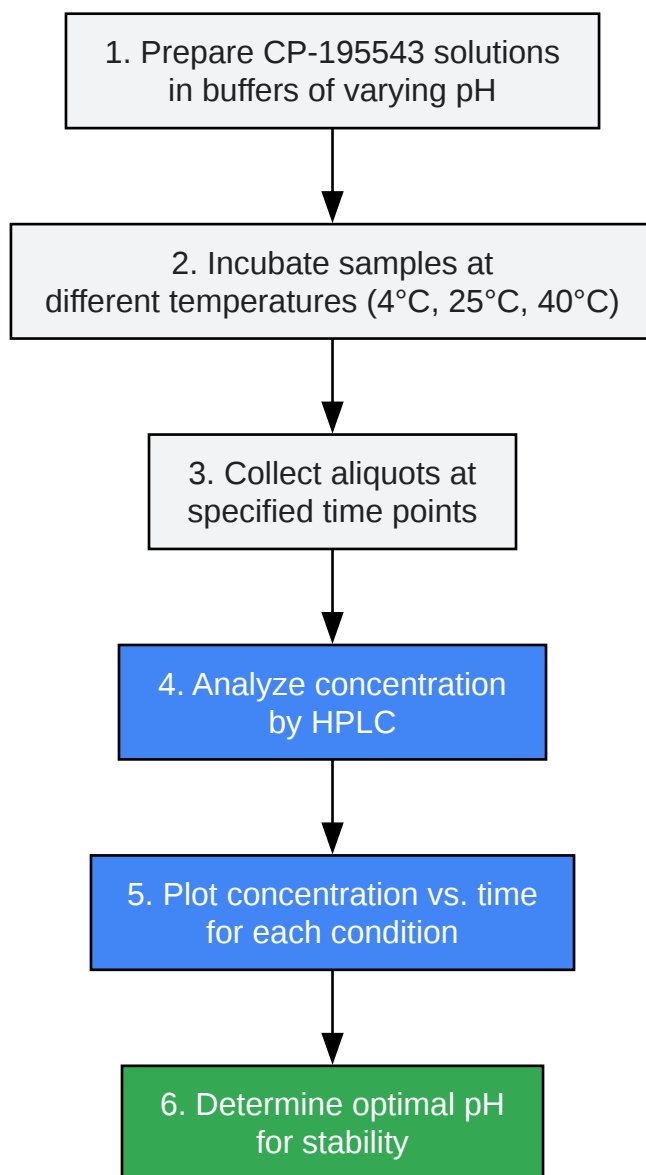 1. Prepare CP-195543 solutions
in buffers of varying pH
2. Incubate samples at
different temperatures (4°C, 25°C, 40°C)
3. Collect aliquots at
specified time points
4. Analyze concentration
by HPLC
5. Plot concentration vs. time
for each condition
6. Determine optimal pH
for stability